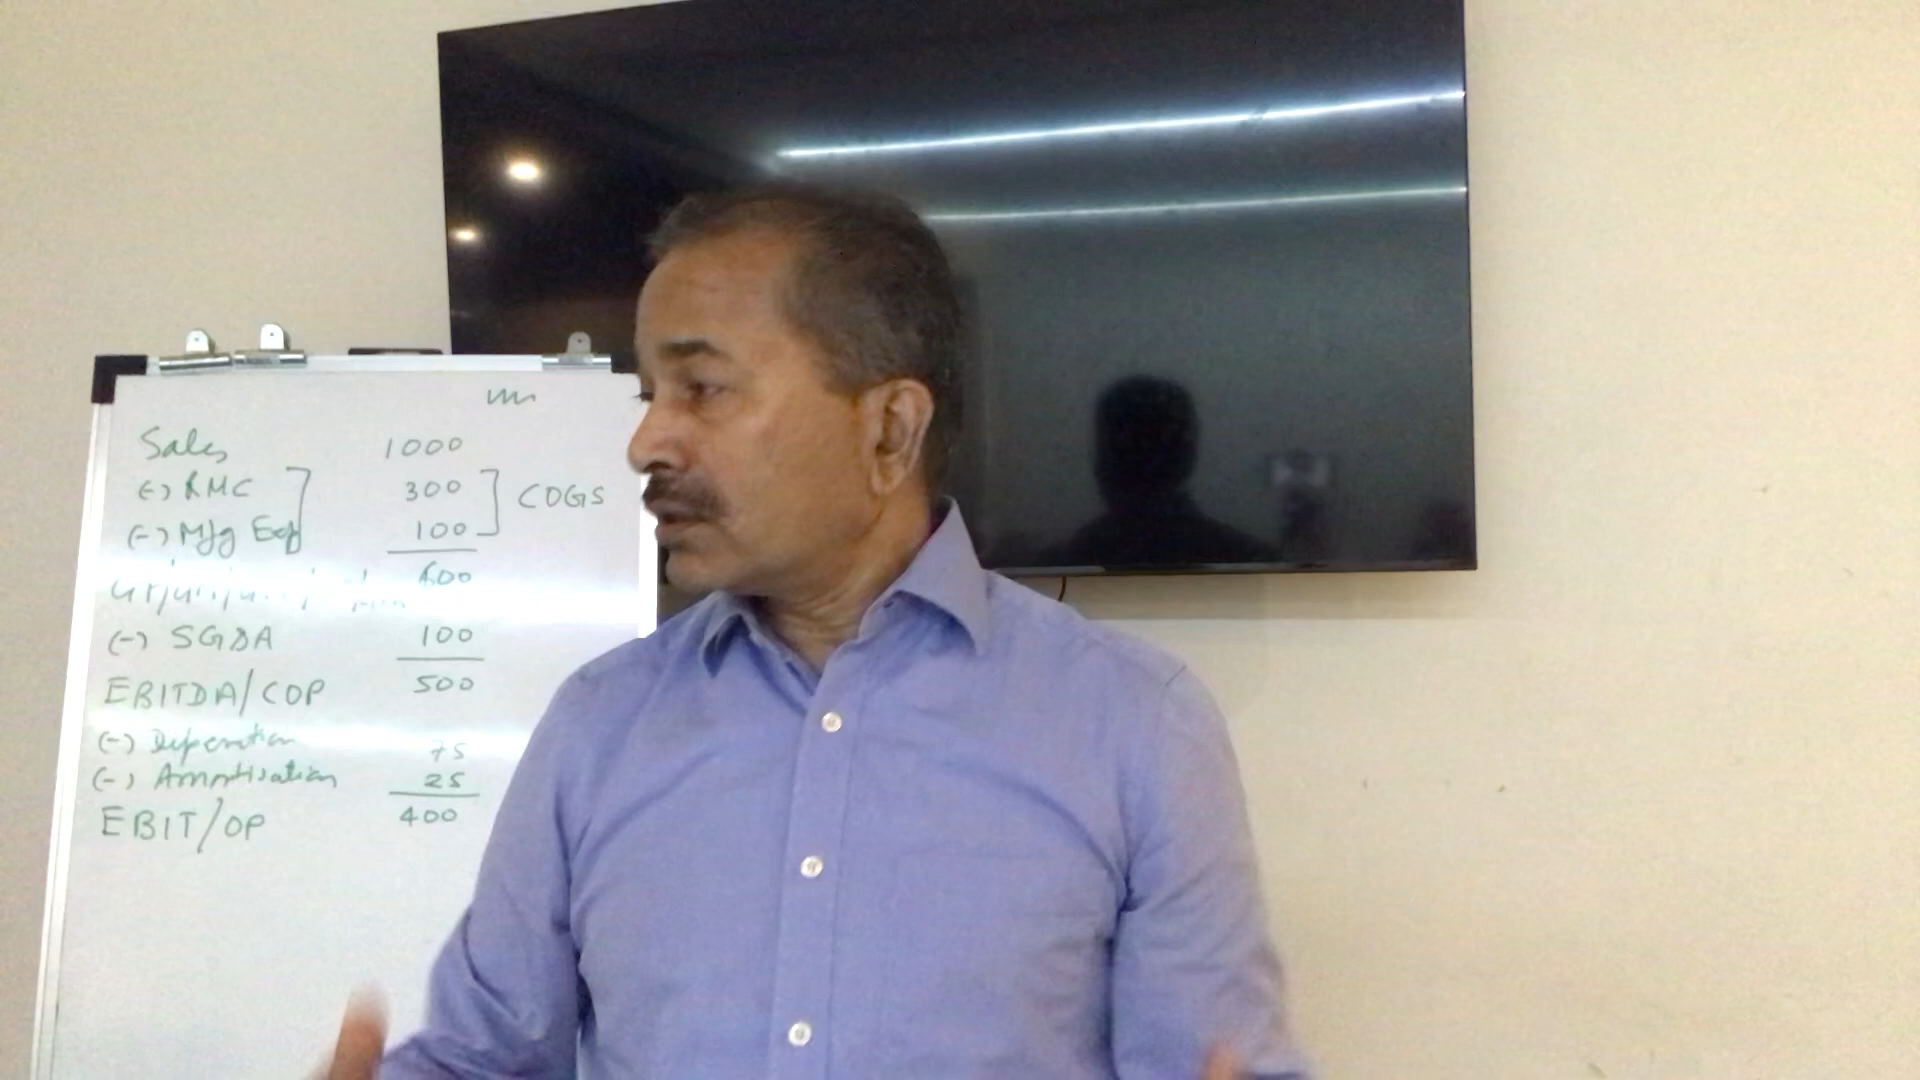 Sales 1000
(-) RMC 300 COGS
(-) Mfg Exp 100
600
(-) SG&A 100
EBITDA/COP 500
(-) Depreration 75
(-) Amortisation 25
EBIT/OP 400